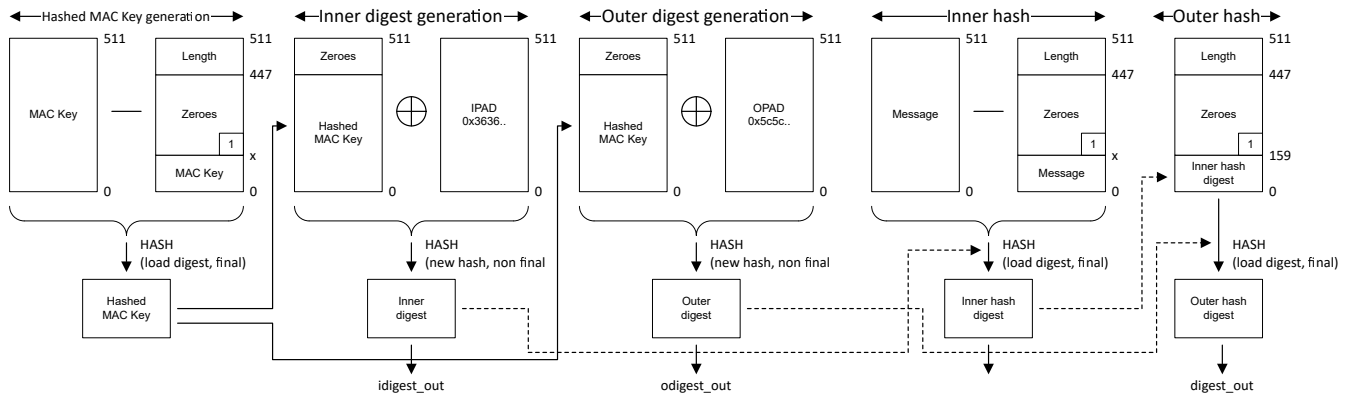 Hashed MAC Key generation
Inner digest generation
Outer digest generation
Inner hash
Outer hash
511
511
511
511
511
511
511
511
511
MAC Key
Length
447
Zeroes
1
x
MAC Key
0
0
Zeroes
Hashed
MAC Key
IPAD
0x3636..
0
0
Zeroes
Hashed
MAC Key
OPAD
0x5c5c..
0
0
Message
Length
447
Zeroes
1
x
Message
0
0
Length
447
Zeroes
1
159
Inner hash
digest
0
HASH
(load digest, final)
HASH
(new hash, non final
HASH
(new hash, non final
HASH
(load digest, final)
HASH
(load digest, final)
Hashed
MAC Key
Inner
digest
Outer
digest
Inner hash
digest
Outer hash
digest
idigest_out
odigest_out
digest_out